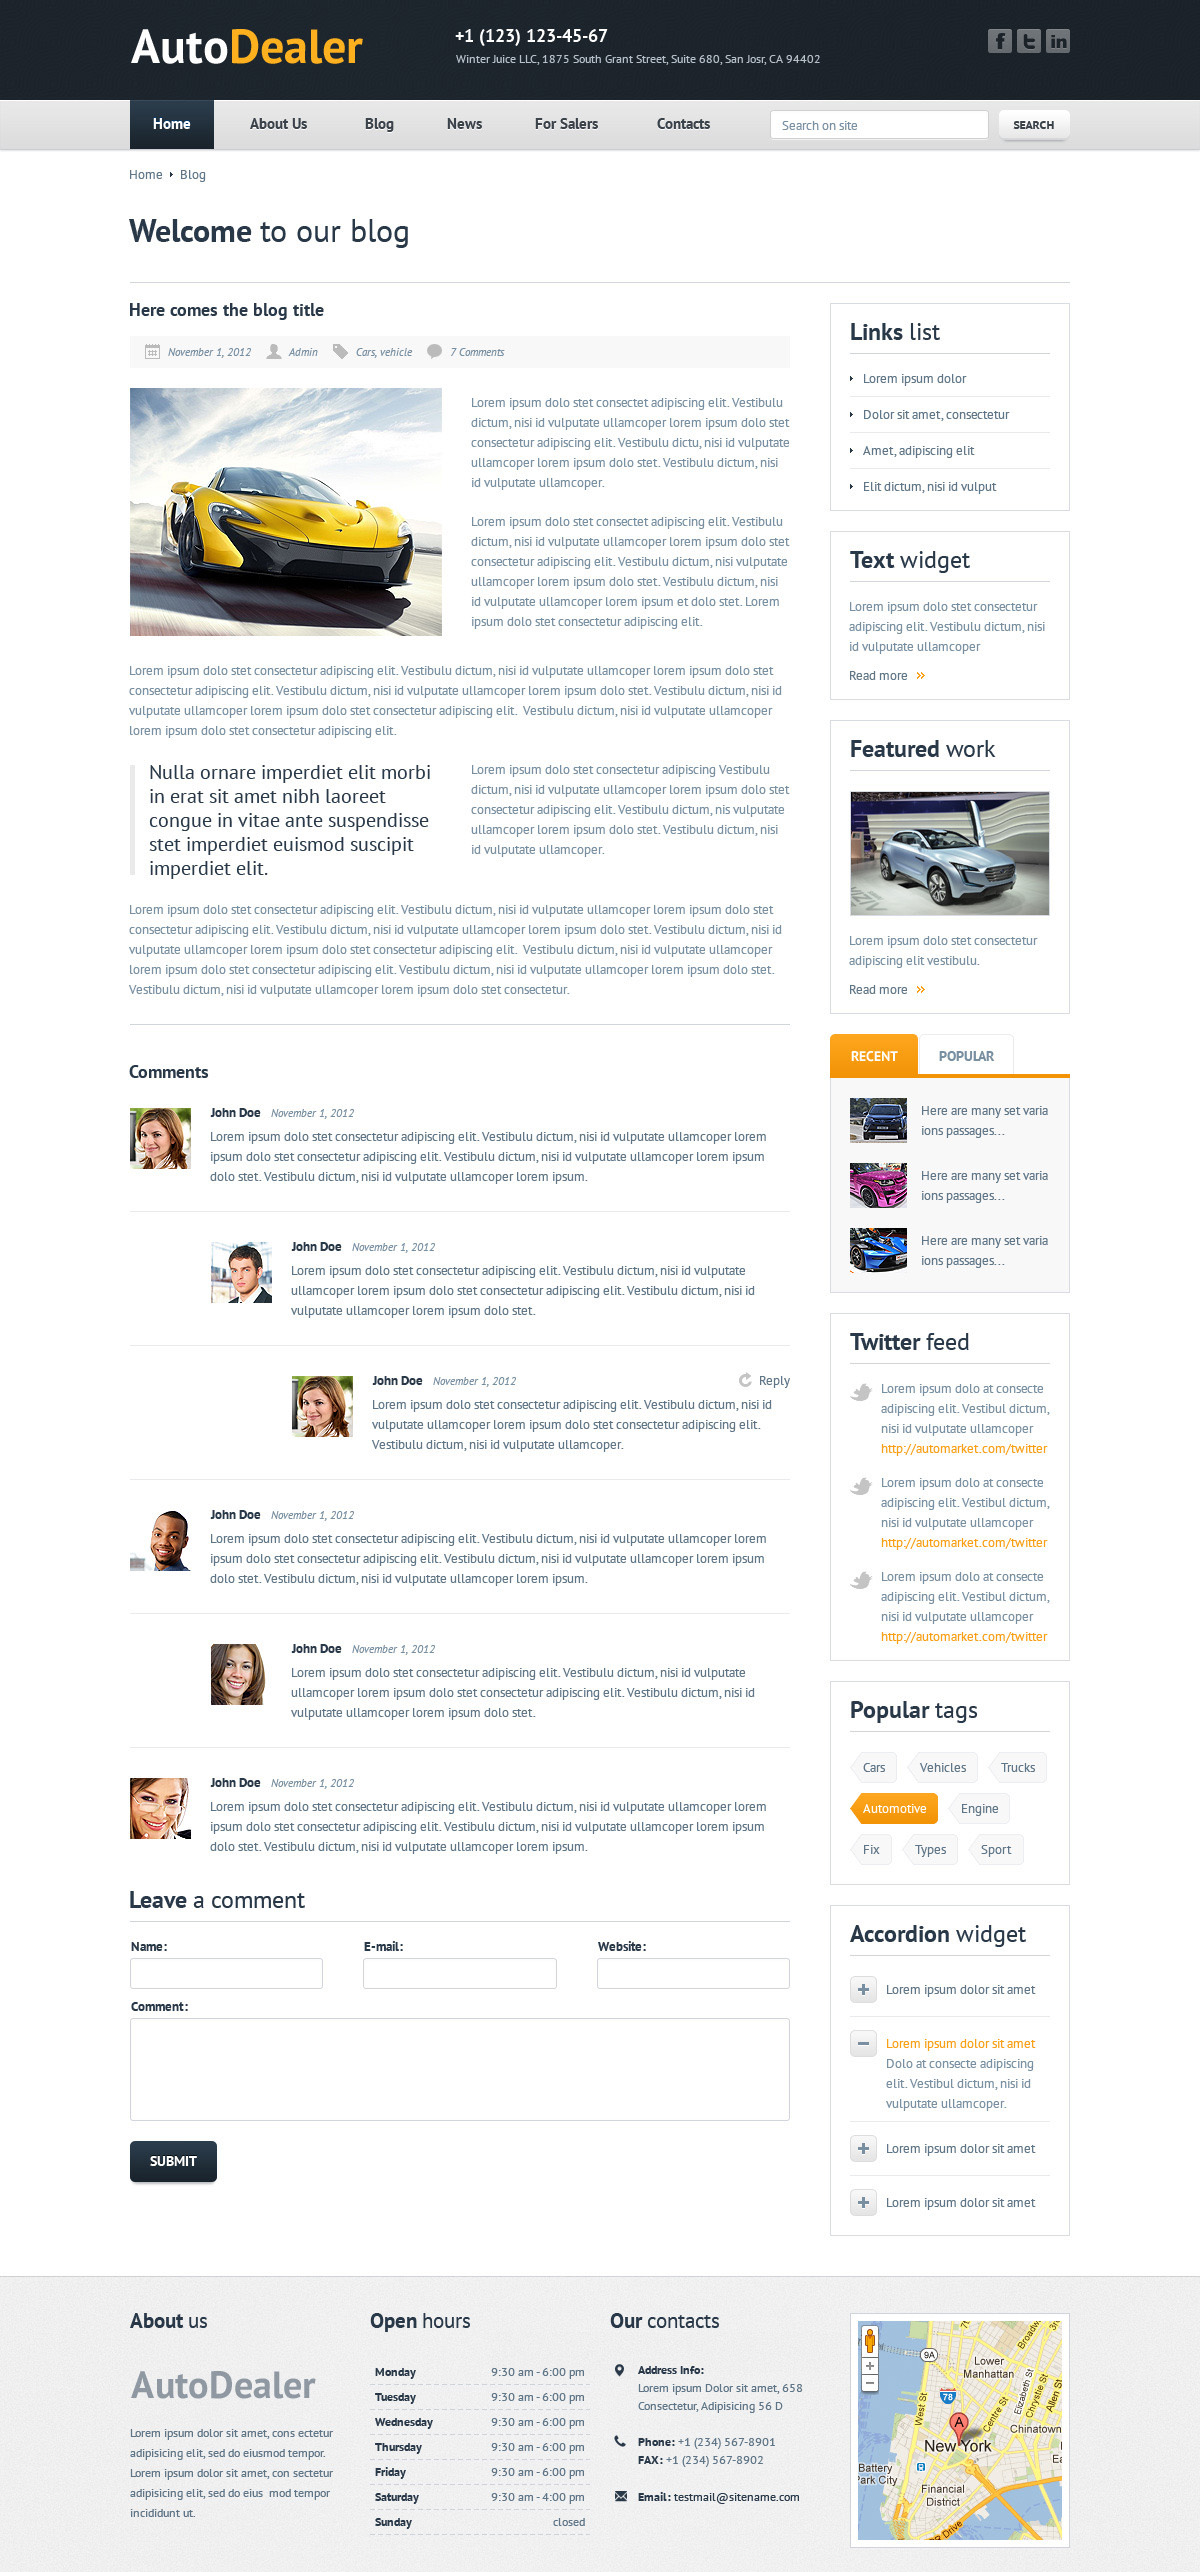 AutoDealer
+1 (123) 123-45-67
Winter Juice LLC, 1875 South Grant Street, Suite 680, San Josr, CA 94402
Home
About Us
Blog
News
For Salers
Contacts
Search on site
SEARCH
Home
Blog
Welcome to our blog
Here comes the blog title
November 1, 2012
Admin
Cars, vehicle
7 Comments
Lorem ipsum dolo stet consectet adipiscing elit. Vestibulu
dictum, nisi id vulputate ullamcoper lorem ipsum dolo stet
consectetur adipiscing elit. Vestibulu dictu, nisi id vulputate
ullamcoper lorem ipsum dolo stet. Vestibulu dictum, nisi
id vulputate ullamcoper.
Lorem ipsum dolo stet consectet adipiscing elit. Vestibulu
dictum, nisi id vulputate ullamcoper lorem ipsum dolo stet
consectetur adipiscing elit. Vestibulu dictum, nisi vulputate
ullamcoper lorem ipsum dolo stet. Vestibulu dictum, nisi
id vulputate ullamcoper lorem ipsum et dolo stet. Lorem
ipsum dolo stet consectetur adipiscing elit.
Lorem ipsum dolo stet consectetur adipiscing elit. Vestibulu dictum, nisi id vulputate ullamcoper lorem ipsum dolo stet
consectetur adipiscing elit. Vestibulu dictum, nisi id vulputate ullamcoper lorem ipsum dolo stet. Vestibulu dictum, nisi id
vulputate ullamcoper lorem ipsum dolo stet consectetur adipiscing elit. Vestibulu dictum, nisi id vulputate ullamcoper
lorem ipsum dolo stet consectetur adipiscing elit.
Nulla ornare imperdiet elit morbi
in erat sit amet nibh laoreet
congue in vitae ante suspendisse
stet imperdiet euismod suscipit
imperdiet elit.
Lorem ipsum dolo stet consectetur adipiscing Vestibulu
dictum, nisi id vulputate ullamcoper lorem ipsum dolo stet
consectetur adipiscing elit. Vestibulu dictum, nis vulputate
ullamcoper lorem ipsum dolo stet. Vestibulu dictum, nisi
id vulputate ullamcoper.
Lorem ipsum dolo stet consectetur adipiscing elit. Vestibulu dictum, nisi id vulputate ullamcoper lorem ipsum dolo stet
consectetur adipiscing elit. Vestibulu dictum, nisi id vulputate ullamcoper lorem ipsum dolo stet. Vestibulu dictum, nisi id
vulputate ullamcoper lorem ipsum dolo stet consectetur adipiscing elit. Vestibulu dictum, nisi id vulputate ullamcoper
lorem ipsum dolo stet consectetur adipiscing elit. Vestibulu dictum, nisi id vulputate ullamcoper lorem ipsum dolo stet.
Vestibulu dictum, nisi id vulputate ullamcoper lorem ipsum dolo stet consectetur.
Comments
John Doe November 1, 2012
Lorem ipsum dolo stet consectetur adipiscing elit. Vestibulu dictum, nisi id vulputate ullamcoper lorem
ipsum dolo stet consectetur adipiscing elit. Vestibulu dictum, nisi id vulputate ullamcoper lorem ipsum
dolo stet. Vestibulu dictum, nisi id vulputate ullamcoper lorem ipsum.
John Doe November 1, 2012
Lorem ipsum dolo stet consectetur adipiscing elit. Vestibulu dictum, nisi id vulputate
ullamcoper lorem ipsum dolo stet consectetur adipiscing elit. Vestibulu dictum, nisi id
vulputate ullamcoper lorem ipsum dolo stet.
John Doe November 1, 2012
Reply
Lorem ipsum dolo stet consectetur adipiscing elit. Vestibulu dictum, nisi id
vulputate ullamcoper lorem ipsum dolo stet consectetur adipiscing elit.
Vestibulu dictum, nisi id vulputate ullamcoper.
John Doe November 1, 2012
Lorem ipsum dolo stet consectetur adipiscing elit. Vestibulu dictum, nisi id vulputate ullamcoper lorem
ipsum dolo stet consectetur adipiscing elit. Vestibulu dictum, nisi id vulputate ullamcoper lorem ipsum
dolo stet. Vestibulu dictum, nisi id vulputate ullamcoper lorem ipsum.
John Doe November 1, 2012
Lorem ipsum dolo stet consectetur adipiscing elit. Vestibulu dictum, nisi id vulputate
ullamcoper lorem ipsum dolo stet consectetur adipiscing elit. Vestibulu dictum, nisi id
vulputate ullamcoper lorem ipsum dolo stet.
John Doe November 1, 2012
Lorem ipsum dolo stet consectetur adipiscing elit. Vestibulu dictum, nisi id vulputate ullamcoper lorem
ipsum dolo stet consectetur adipiscing elit. Vestibulu dictum, nisi id vulputate ullamcoper lorem ipsum
dolo stet. Vestibulu dictum, nisi id vulputate ullamcoper lorem ipsum.
Leave a comment
Name:
E-mail:
Website:
Comment:
SUBMIT
Links list
Lorem ipsum dolor
Dolor sit amet, consectetur
Amet, adipiscing elit
Elit dictum, nisi id vulput
Text widget
Lorem ipsum dolo stet consectetur
adipiscing elit. Vestibulu dictum, nisi
id vulputate ullamcoper
Read more »
Featured work
Lorem ipsum dolo stet consectetur
adipiscing elit vestibulu.
Read more »
RECENT
POPULAR
Here are many set varia
ions passages...
Here are many set varia
ions passages...
Here are many set varia
ions passages...
Twitter feed
Lorem ipsum dolo at consecte
adipiscing elit. Vestibul dictum,
nisi id vulputate ullamcoper
http://automarket.com/twitter
Lorem ipsum dolo at consecte
adipiscing elit. Vestibul dictum,
nisi id vulputate ullamcoper
http://automarket.com/twitter
Lorem ipsum dolo at consecte
adipiscing elit. Vestibul dictum,
nisi id vulputate ullamcoper
http://automarket.com/twitter
Popular tags
Cars
Vehicles
Trucks
Automotive
Engine
Fix
Types
Sport
Accordion widget
Lorem ipsum dolor sit amet
Lorem ipsum dolor sit amet
Dolo at consecte adipiscing
elit. Vestibul dictum, nisi id
vulputate ullamcoper.
Lorem ipsum dolor sit amet
Lorem ipsum dolor sit amet
About us
AutoDealer
Lorem ipsum dolor sit amet, cons ectetur
adipisicing elit, sed do eiusmod tempor.
Lorem ipsum dolor sit amet, con sectetur
adipisicing elit, sed do eius mod tempor
incididunt ut.
Open hours
Monday 9:30 am - 6:00 pm
Tuesday 9:30 am - 6:00 pm
Wednesday 9:30 am - 6:00 pm
Thursday 9:30 am - 6:00 pm
Friday 9:30 am - 6:00 pm
Saturday 9:30 am - 4:00 pm
Sunday closed
Our contacts
Address Info:
Lorem ipsum Dolor sit amet, 658
Consectetur, Adipisicing 56 D
Phone: +1 (234) 567-8901
FAX: +1 (234) 567-8902
Email: testmail@sitename.com
9A
Lower
Manhattan
78
West St
Elizabeth St
Chrystie St
Allen St
Centre St
Chinatown
A
New York
Battery
Park City
Financial
District